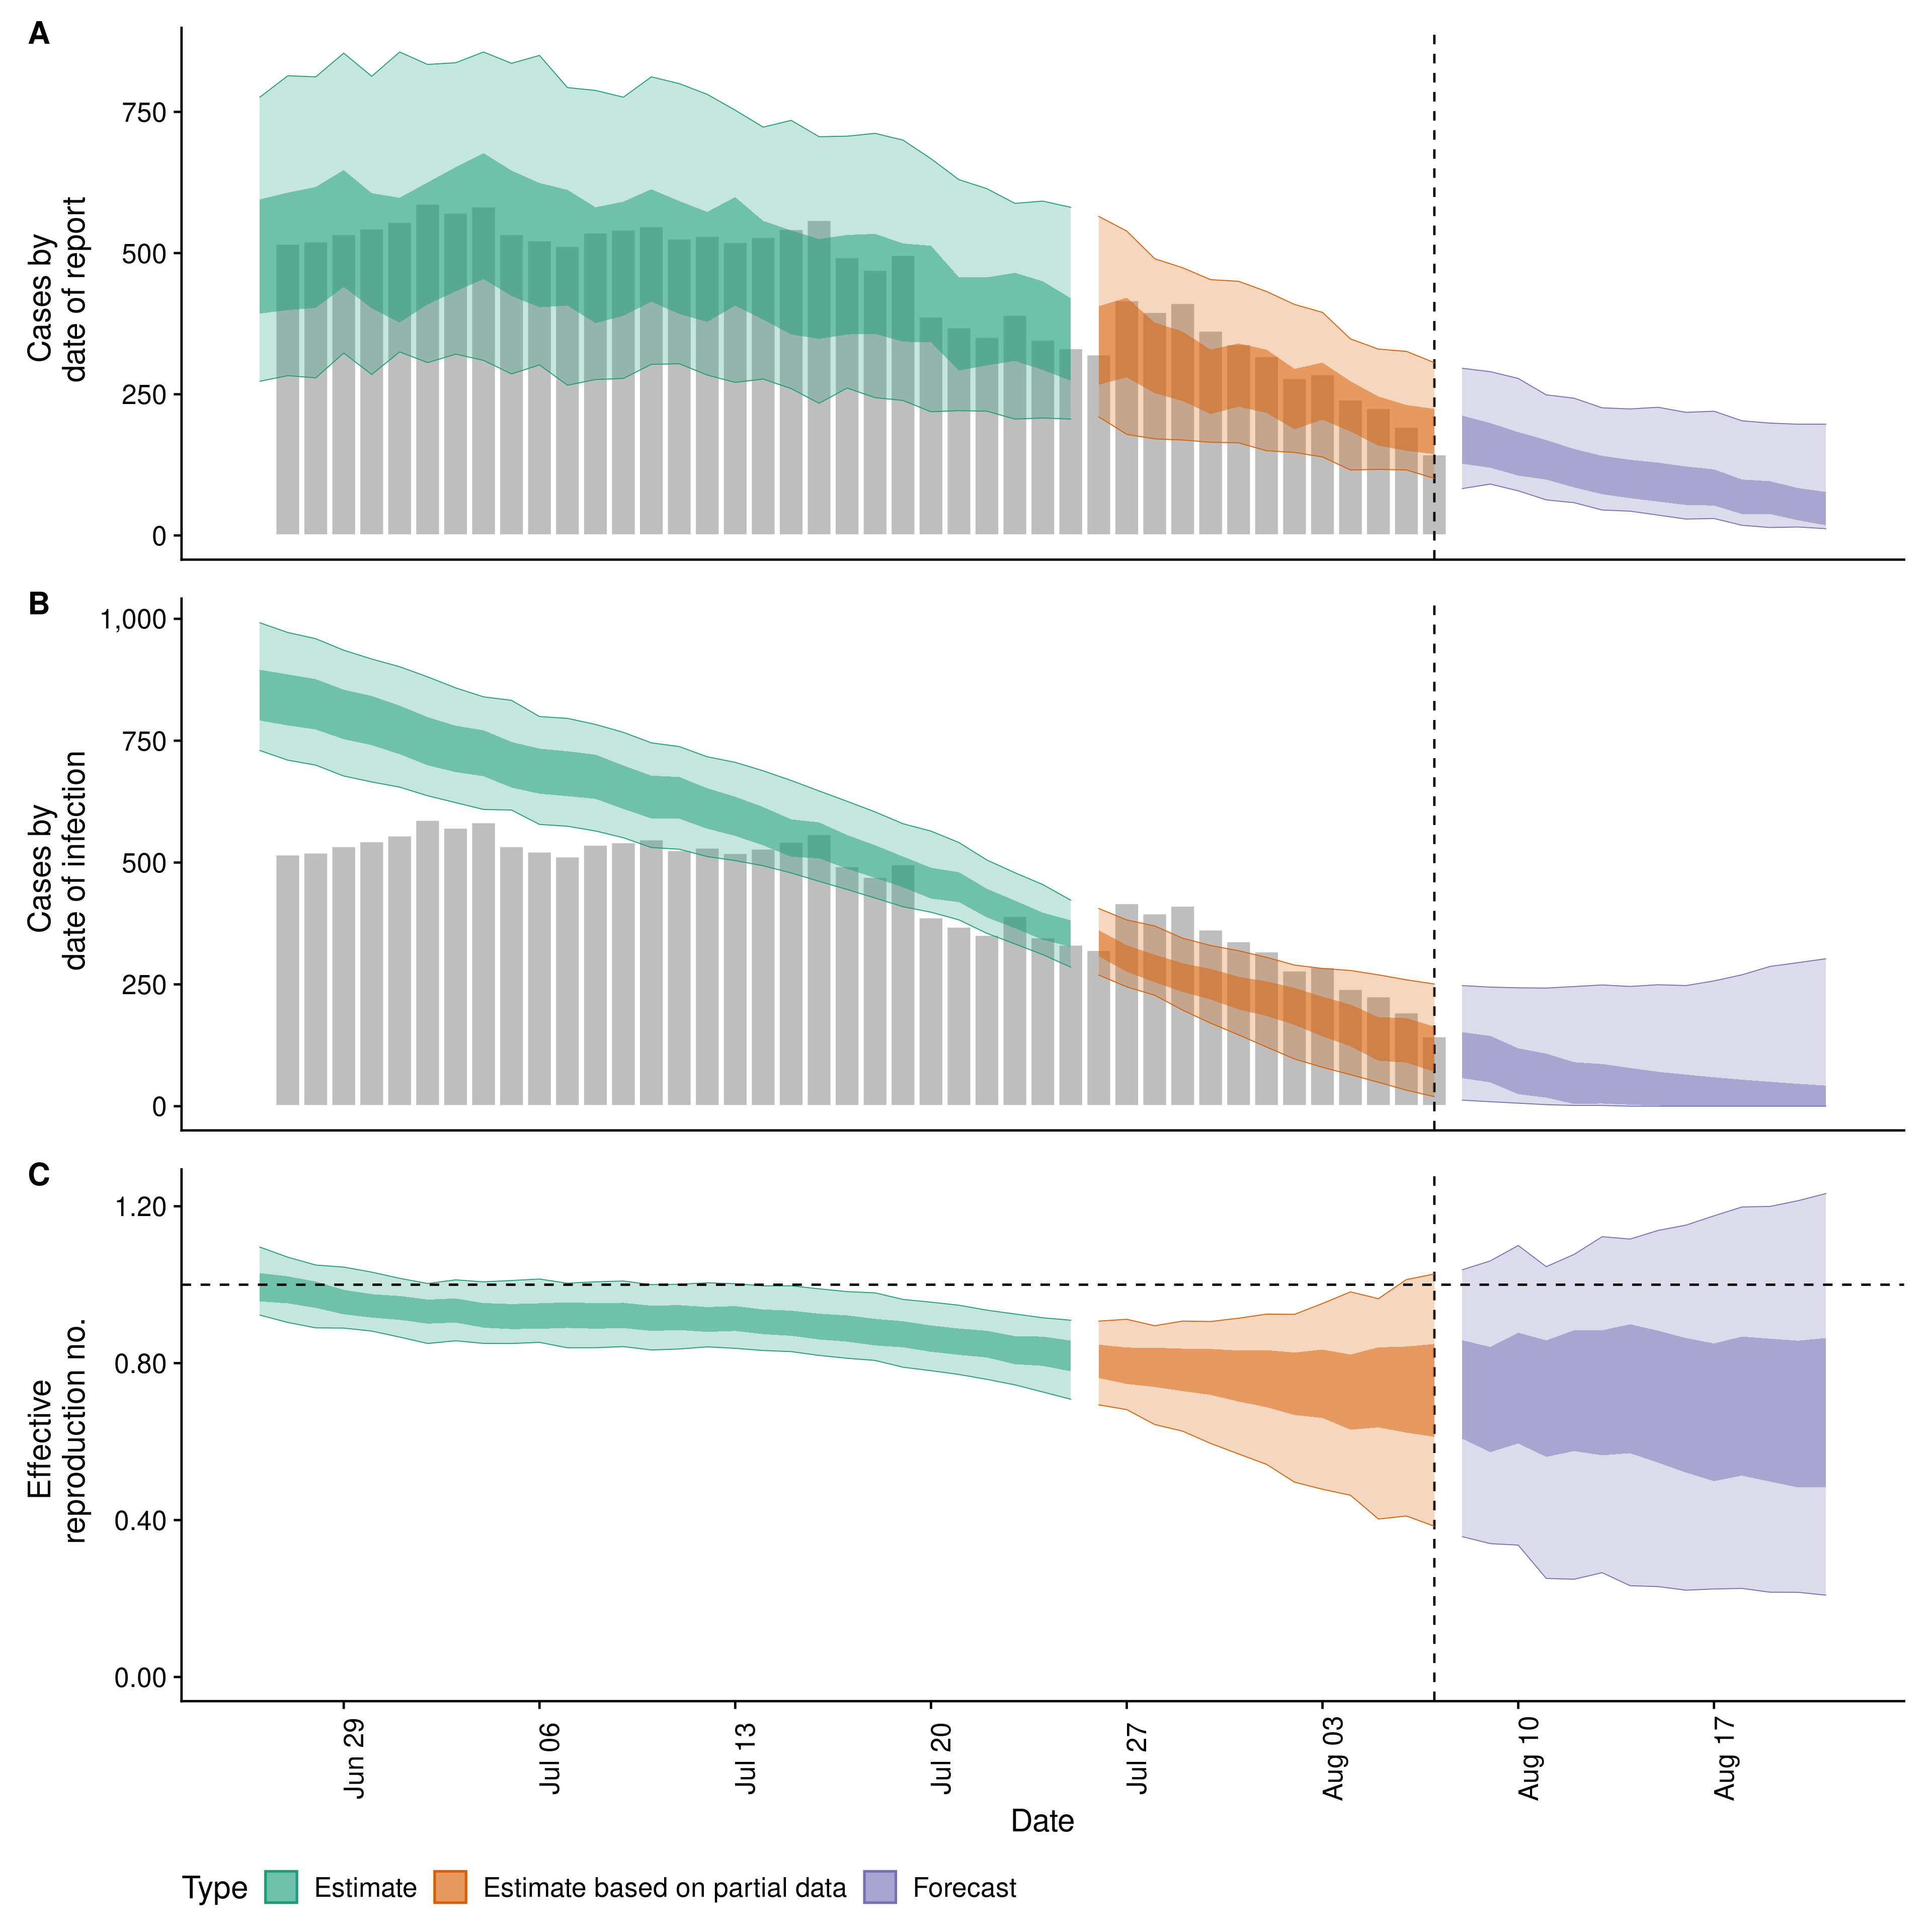 A
Cases by
date of report
750
500
250
0
B
Cases by
date of infection
1,000
750
500
250
0
C
Effective
reproduction no.
1.20
0.80
0.40
0.00
Jun 29
Jul 06
Jul 13
Jul 20
Jul 27
Aug 03
Aug 10
Aug 17
Date
Type
Estimate
Estimate based on partial data
Forecast